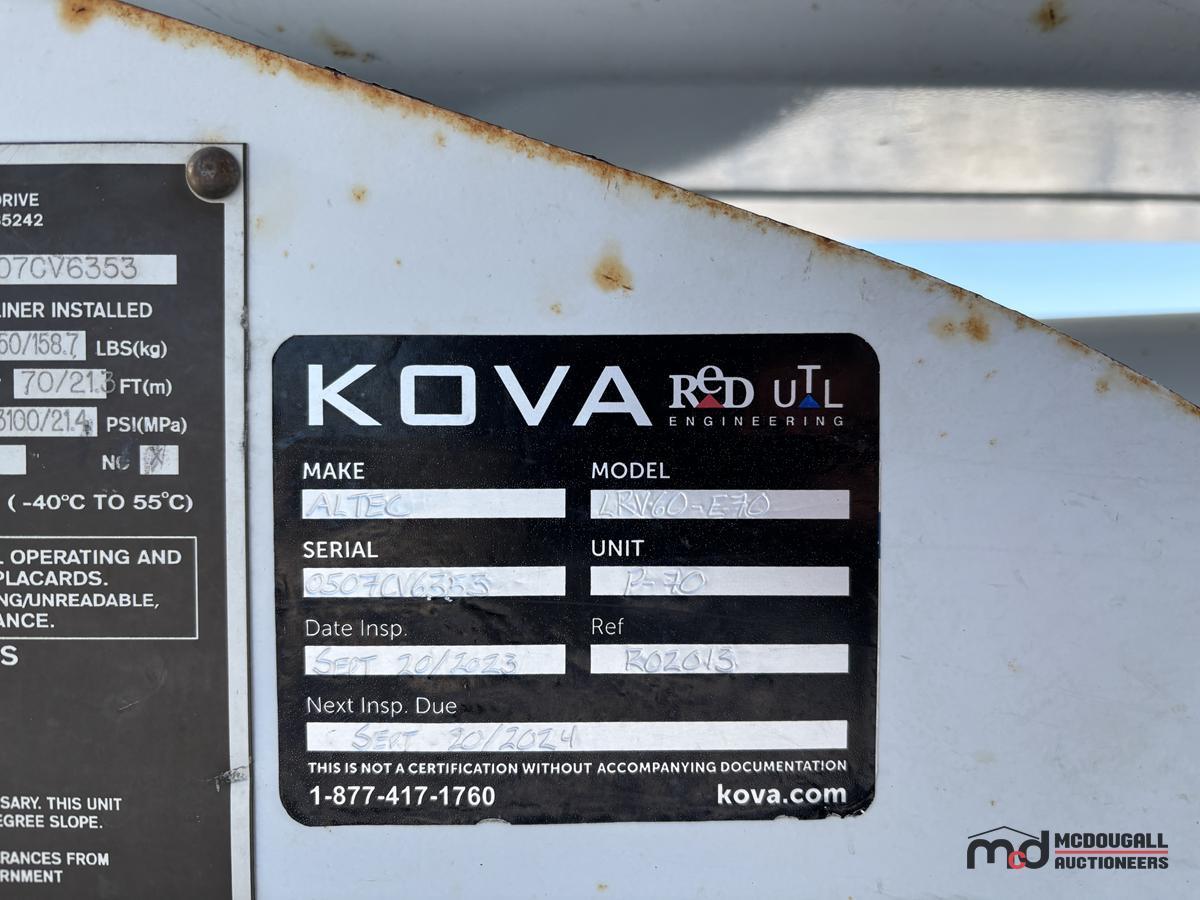 DRIVE
35242
07CV6353
LINER INSTALLED
50/158.7 LBS(kg)
70/21.3 FT(m)
3100/21.4 PSI(MPa)
NO X
( -40°C TO 55°C)
OPERATING AND
PLACARDS.
NG/UNREADABLE,
ANCE.
S
SARY. THIS UNIT
EGREE SLOPE.
RANCES FROM
RNMENT
KOVA ReD UTL
ENGINEERING
MAKE MODEL
ALTEC LRV60-E70
SERIAL UNIT
0507CV6353 P-70
Date Insp. Ref
SEPT 20/2023 R02013
Next Insp. Due
SEPT 20/2024
THIS IS NOT A CERTIFICATION WITHOUT ACCOMPANYING DOCUMENTATION
1-877-417-1760 kova.com
mcd MCDOUGALL
AUCTIONEERS